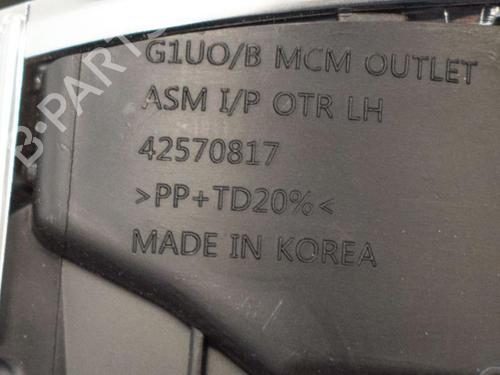 G1UO/B MCM OUTLET
ASM I/P OTR LH
42570817
>PP+TD20%<
MADE IN KOREA
B-PARTS